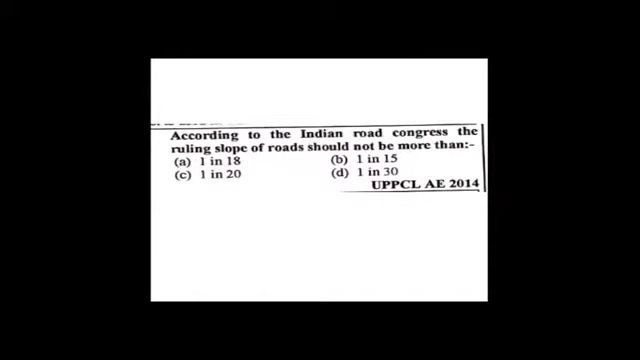 According to the Indian road congress the
ruling slope of roads should not be more than:-
(a) 1 in 18 (b) 1 in 15
(c) 1 in 20 (d) 1 in 30
UPPCL AE 2014